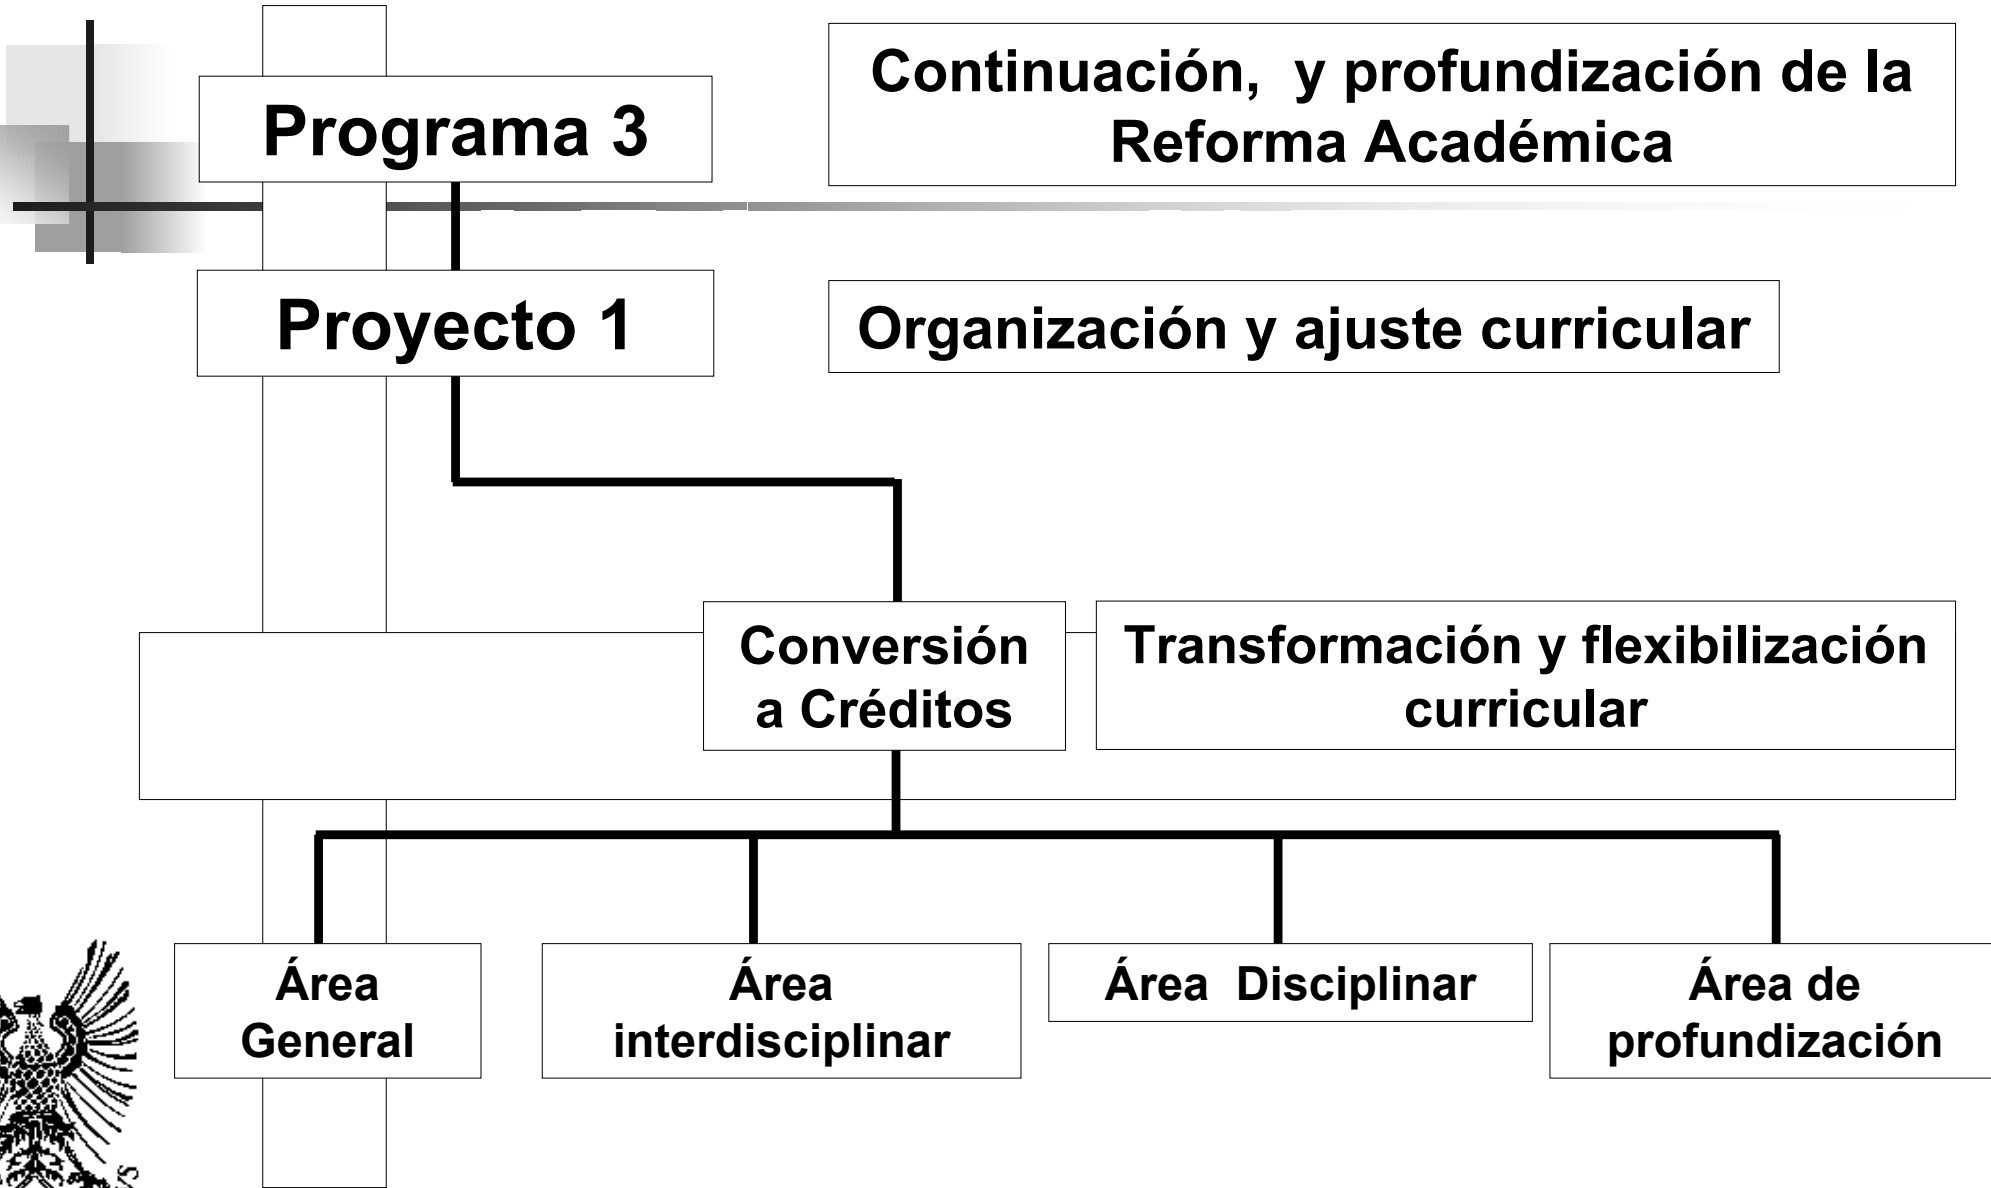 Programa 3
Continuación, y profundización de la
Reforma Académica
Proyecto 1
Organización y ajuste curricular
Conversión
a Créditos
Transformación y flexibilización
curricular
Área
General
Área
interdisciplinar
Área Disciplinar
Área de
profundización